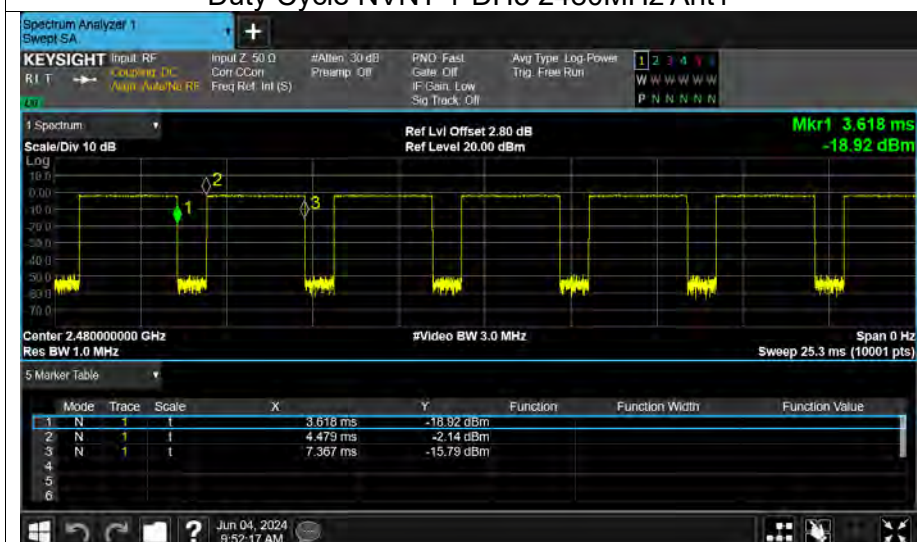 Duty Cycle NVNT 1-DH5 2480MHz Ant1
Spectrum Analyzer 1
Swept SA
+
KEYSIGHT Input: RF Input Z: 50 Ω #Atten: 30 dB PNO: Fast Avg Type: Log-Power 1 2 3 4 5 6
RLT Coupling: DC Corr CCorr Preamp: Off Gate: Off Trig: Free Run W W W W W W
Align: Auto/No RF Freq Ref: Int (S) IF Gain: Low
Sig Track: Off P N N N N N
1 Spectrum Ref Lvl Offset 2.80 dB Mkr1 3.618 ms
Scale/Div 10 dB Ref Level 20.00 dBm -18.92 dBm
Log
10.0
0.00
-10.0
-20.0
-30.0
-40.0
-50.0
-60.0
-70.0
1
2
3
Center 2.480000000 GHz #Video BW 3.0 MHz Span 0 Hz
Res BW 1.0 MHz Sweep 25.3 ms (10001 pts)
5 Marker Table
Mode Trace Scale X Y Function Function Width Function Value
1 N 1 t 3.618 ms -18.92 dBm
2 N 1 t 4.479 ms -2.14 dBm
3 N 1 t 7.367 ms -15.79 dBm
4
5
6
? Jun 04, 2024
9:52:17 AM